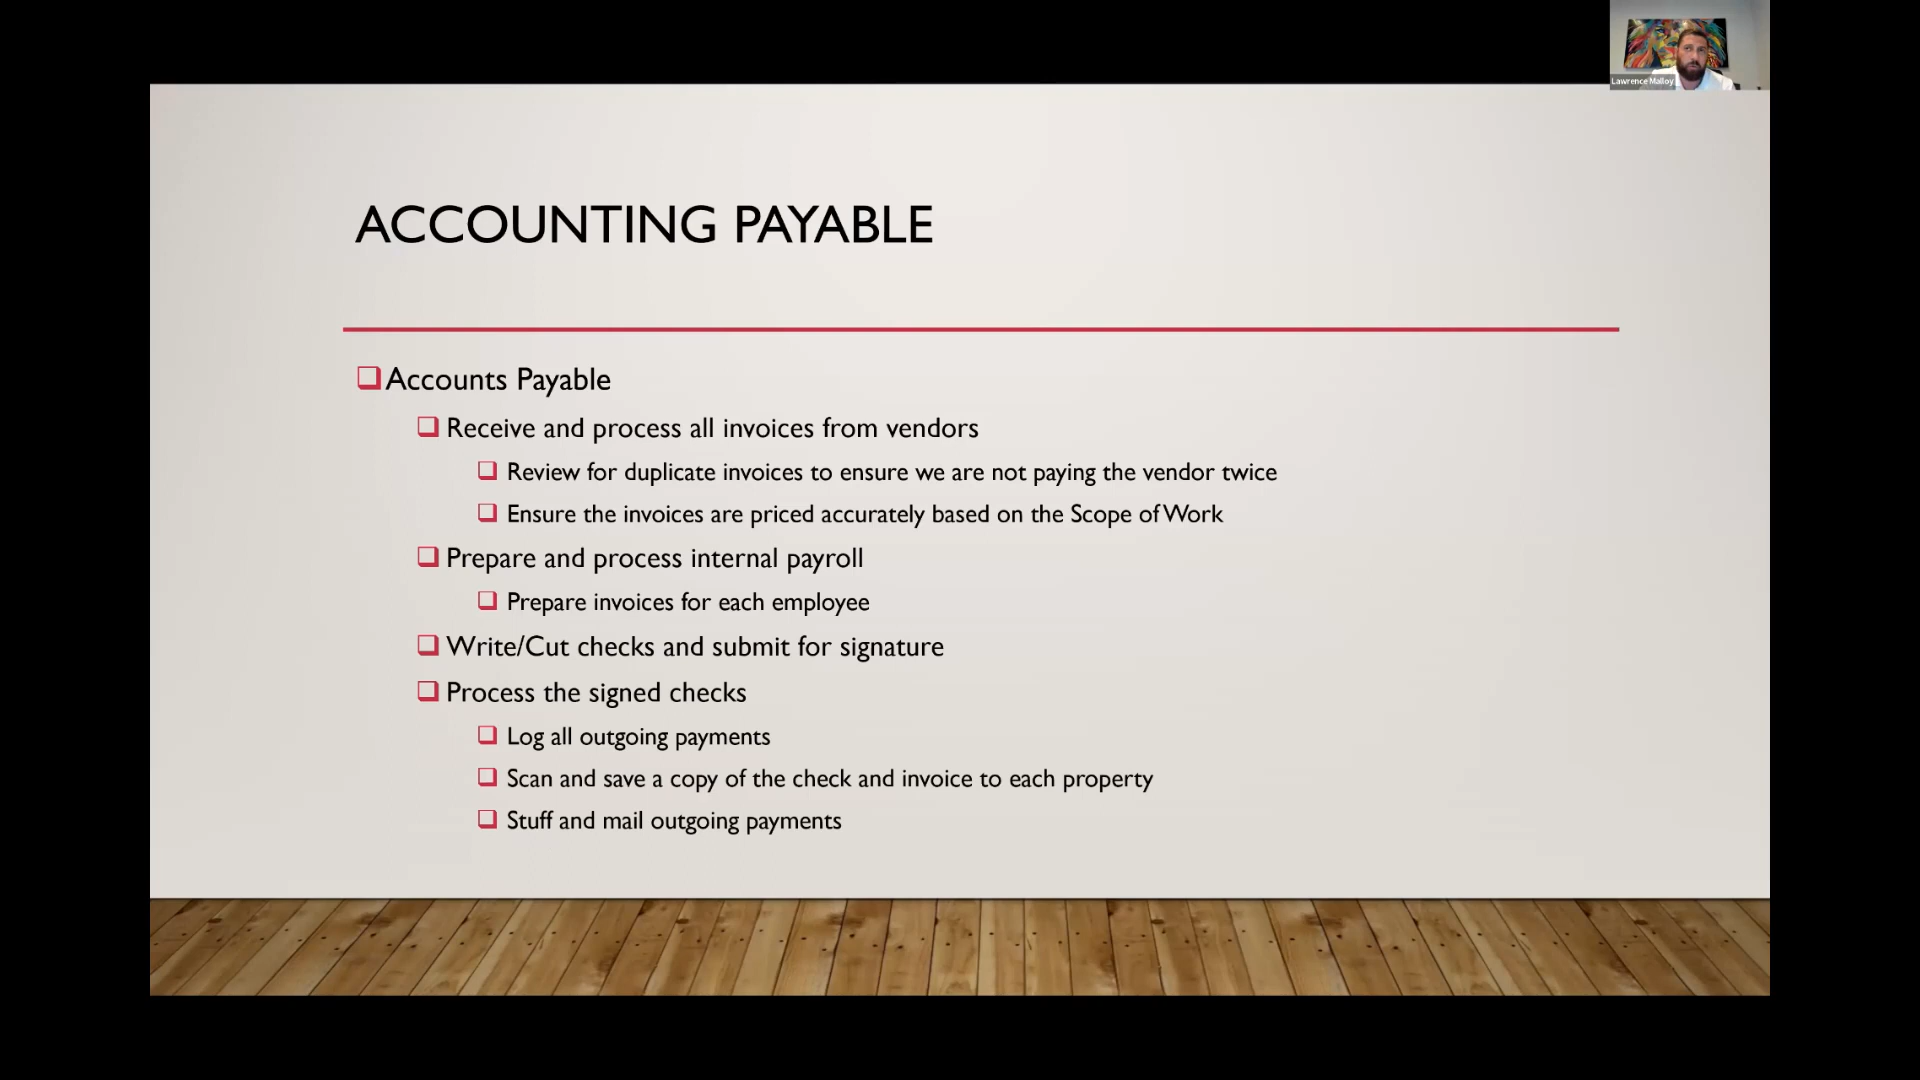 Lawrence Malloy
ACCOUNTING PAYABLE
Accounts Payable
Receive and process all invoices from vendors
Review for duplicate invoices to ensure we are not paying the vendor twice
Ensure the invoices are priced accurately based on the Scope of Work
Prepare and process internal payroll
Prepare invoices for each employee
Write/Cut checks and submit for signature
Process the signed checks
Log all outgoing payments
Scan and save a copy of the check and invoice to each property
Stuff and mail outgoing payments